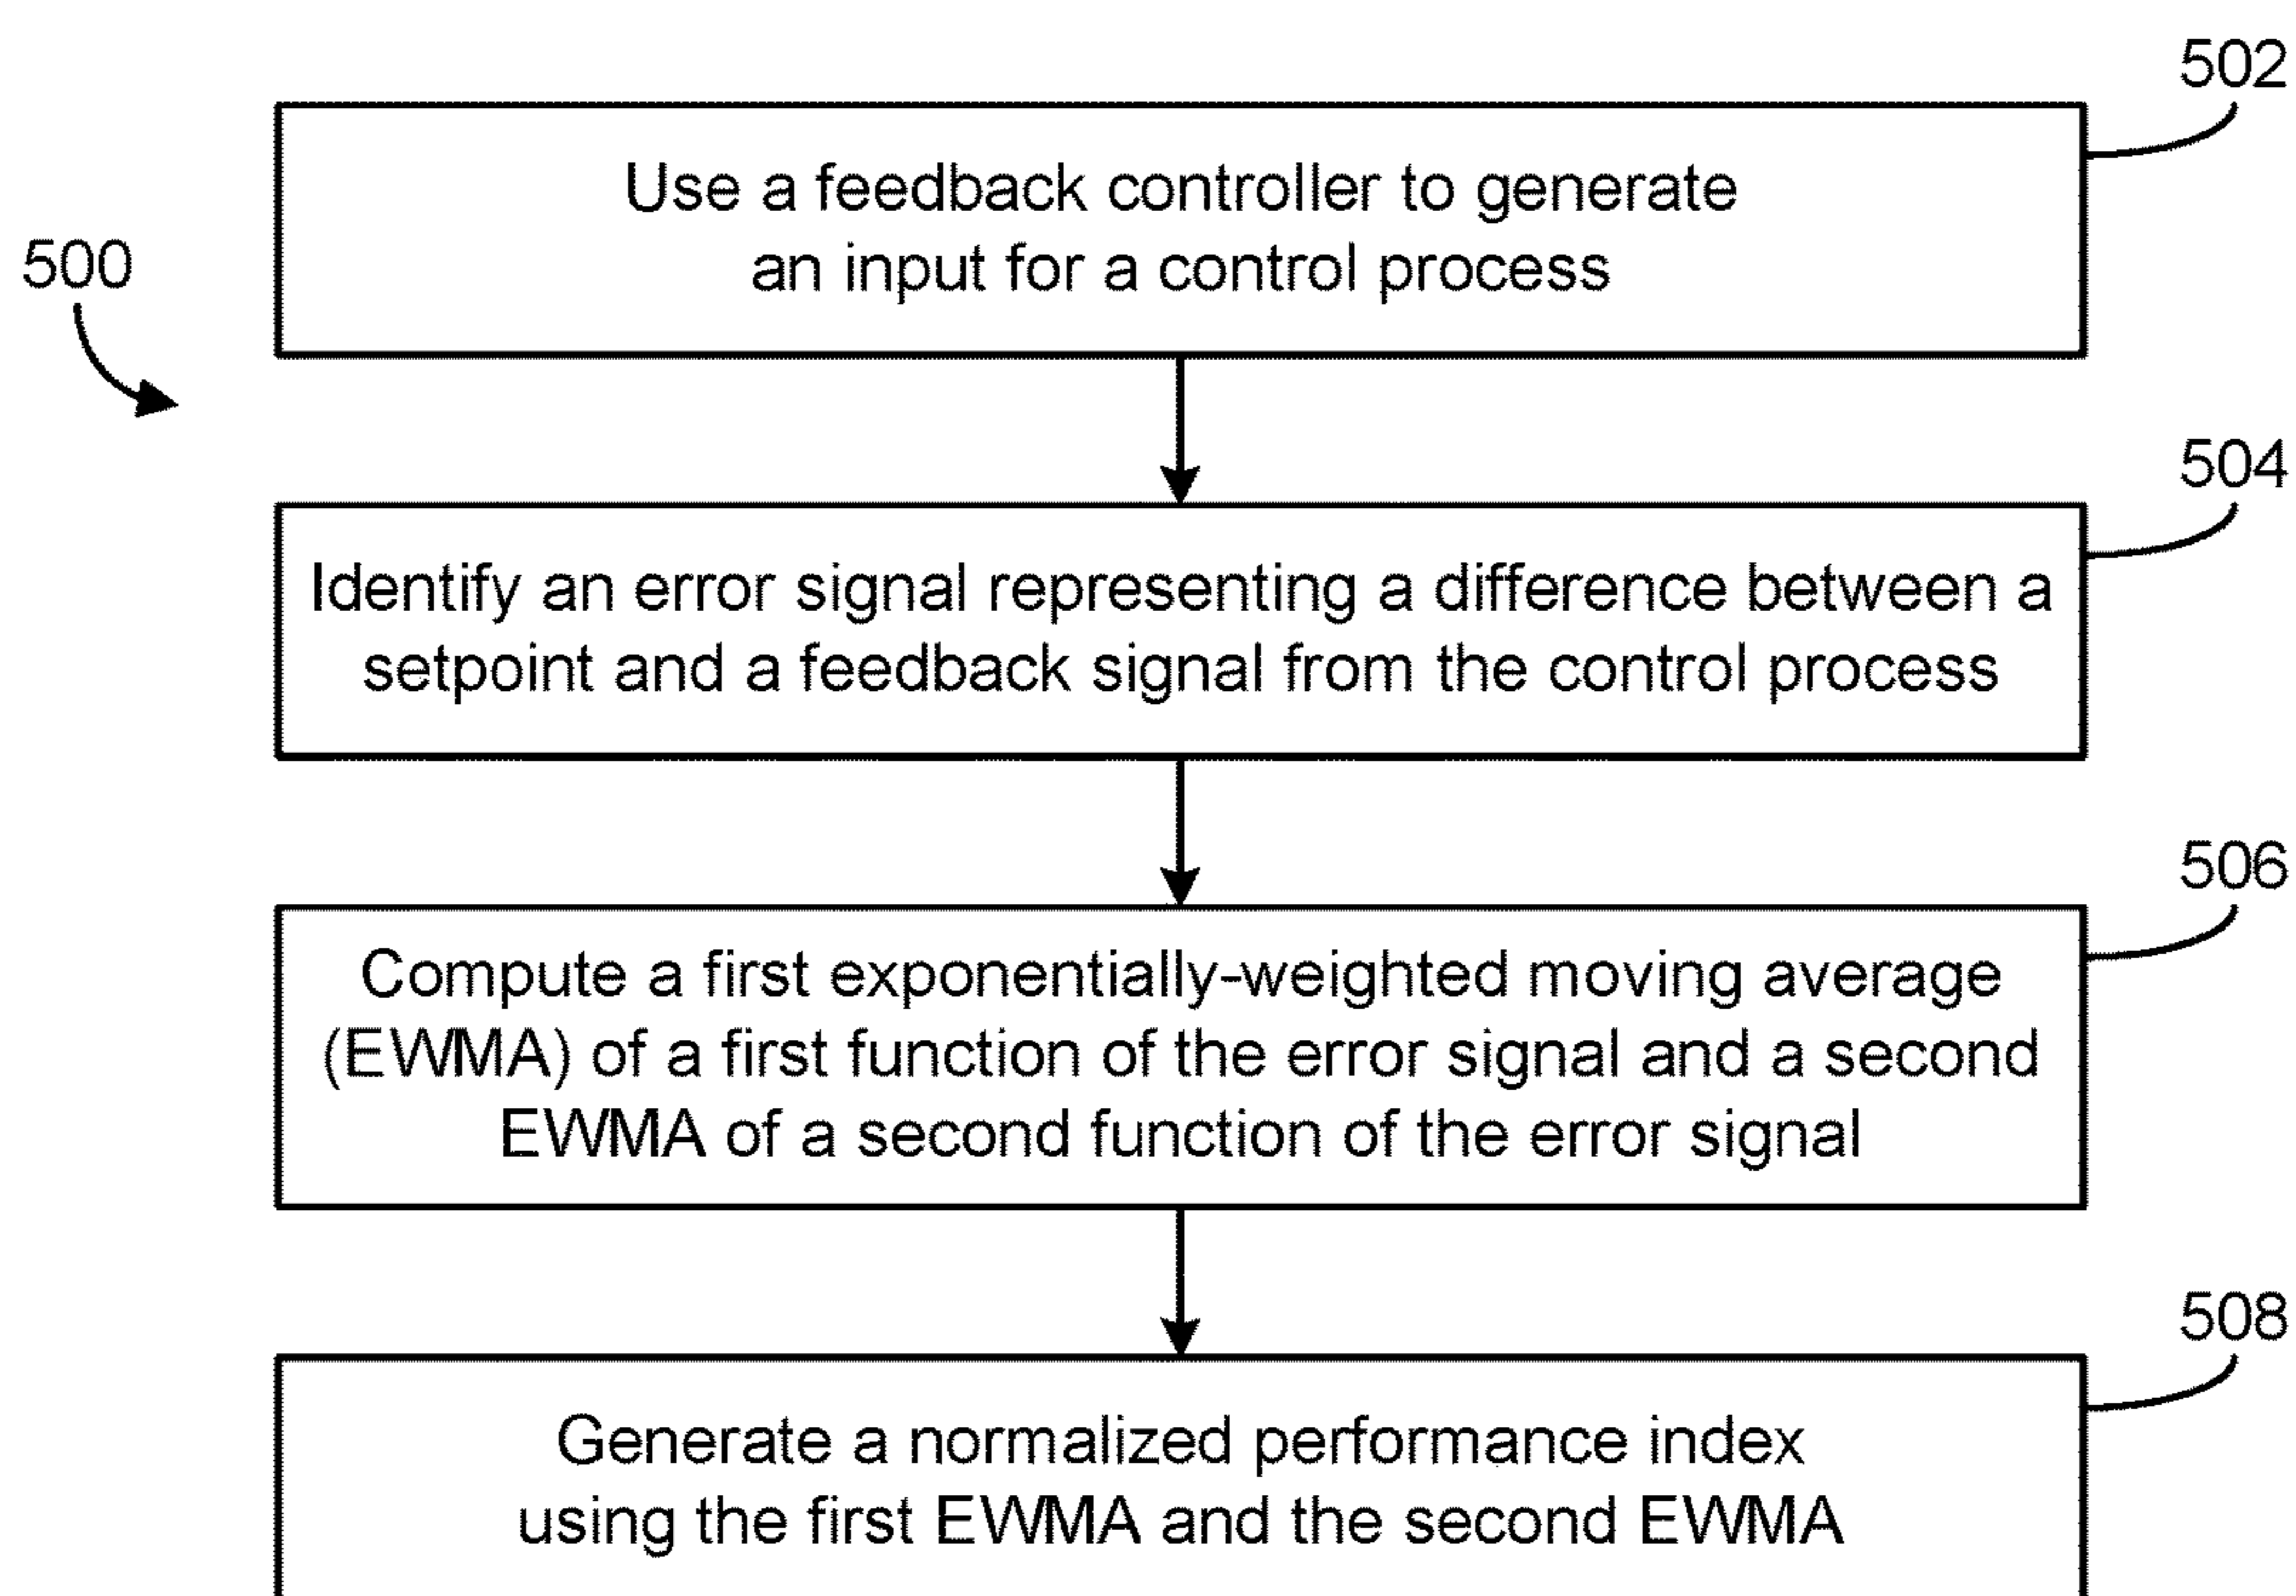 502
Use a feedback controller to generate
an input for a control process
500
504
Identify an error signal representing a difference between a
setpoint and a feedback signal from the control process
506
Compute a first exponentially-weighted moving average
(EWMA) of a first function of the error signal and a second
EWMA of a second function of the error signal
508
Generate a normalized performance index
using the first EWMA and the second EWMA